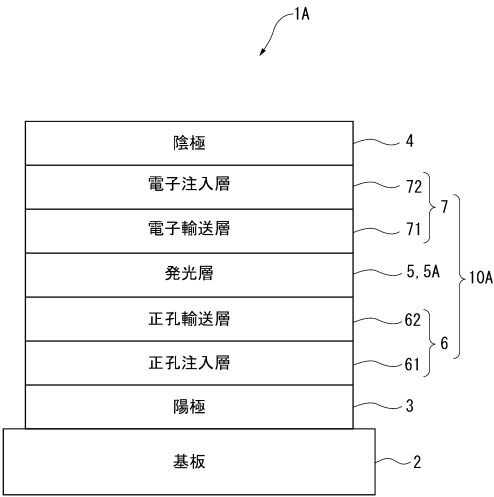 1A
陰極 4
電子注入層 72
7
電子輸送層 71
発光層 5, 5A
10A
正孔輸送層 62
6
正孔注入層 61
陽極 3
基板 2